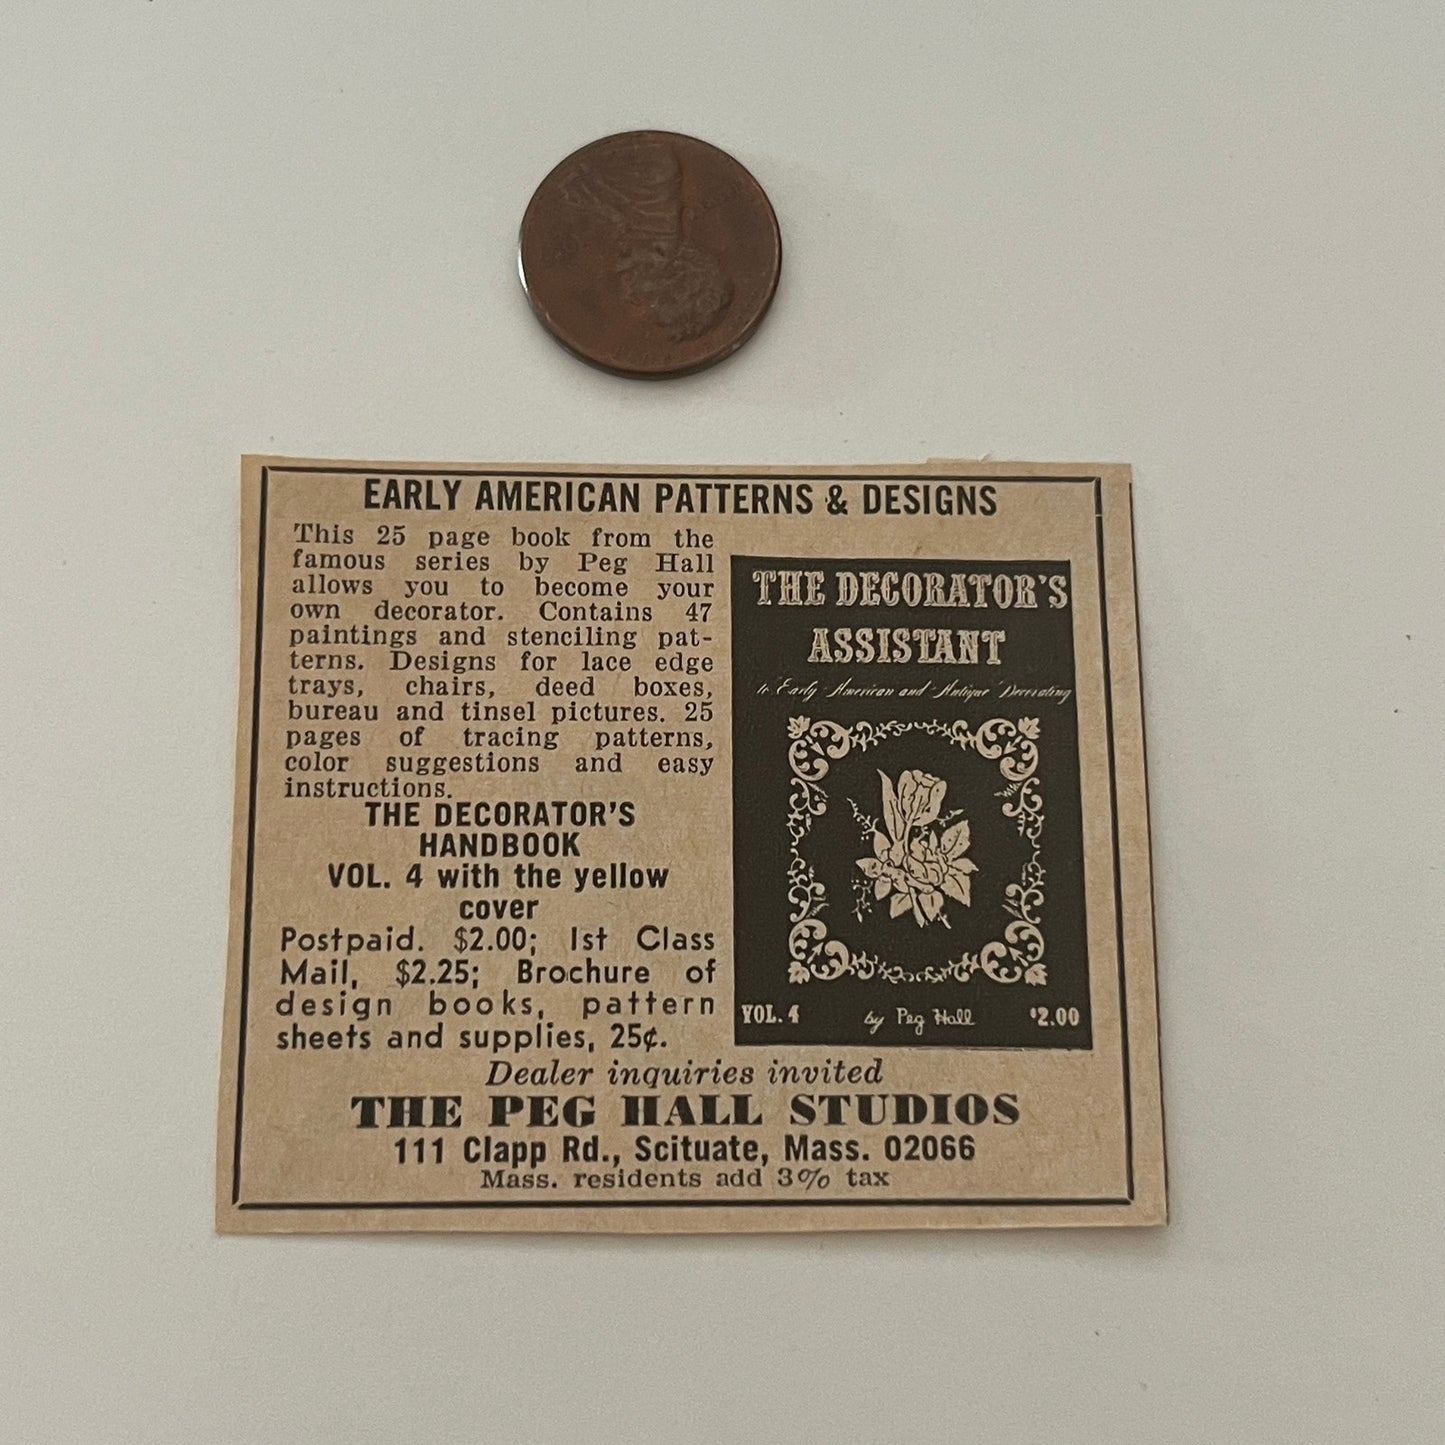 EARLY AMERICAN PATTERNS & DESIGNS
This 25 page book from the
famous series by Peg Hall
allows you to become your
own decorator. Contains 47
paintings and stenciling pat-
terns. Designs for lace edge
trays, chairs, deed boxes,
bureau and tinsel pictures. 25
pages of tracing patterns,
color suggestions and easy
instructions.
THE DECORATOR'S
HANDBOOK
VOL. 4 with the yellow
cover
Postpaid. $2.00; 1st Class
Mail, $2.25; Brochure of
design books, pattern
sheets and supplies, 25¢.
THE DECORATOR'S
ASSISTANT
to Early American and Antique Decorating
VOL. 4 by Peg Hall $2.00
Dealer inquiries invited
THE PEG HALL STUDIOS
111 Clapp Rd., Scituate, Mass. 02066
Mass. residents add 3% tax